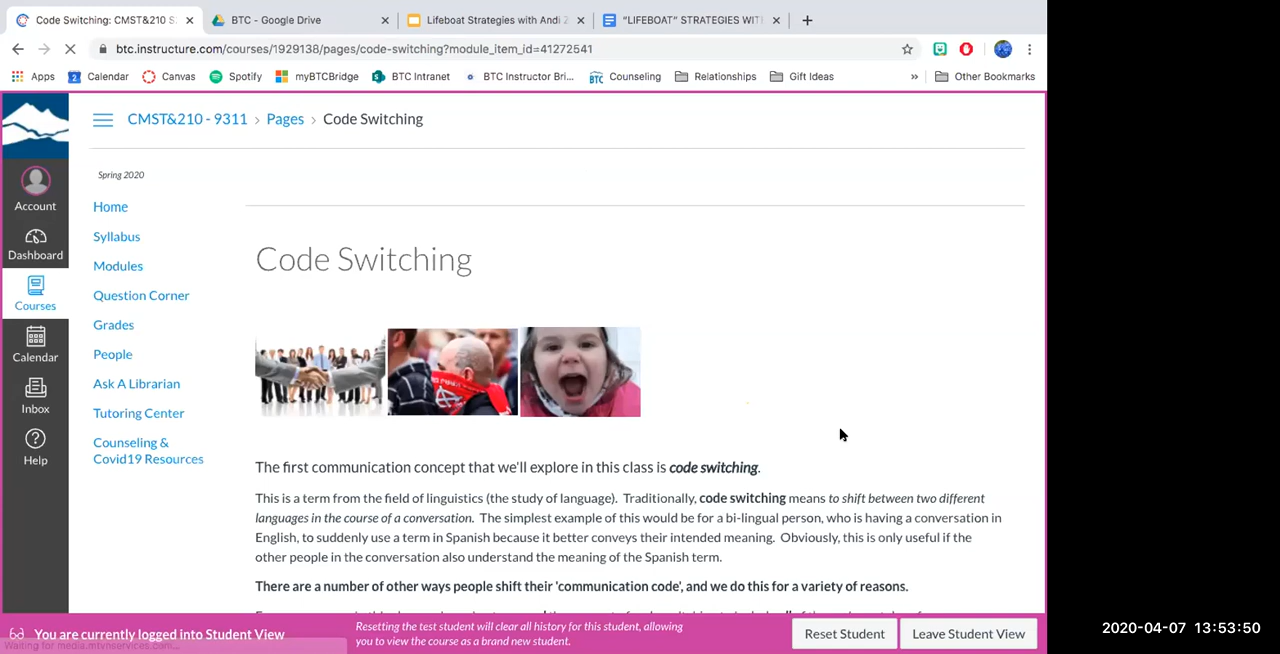 Code Switching: CMST&210 S
BTC - Google Drive
Lifeboat Strategies with Andi Z
"LIFEBOAT" STRATEGIES WIT
btc.instructure.com/courses/1929138/pages/code-switching?module_item_id=41272541
Apps
Calendar
Canvas
Spotify
myBTCBridge
BTC Intranet
BTC Instructor Bri...
Counseling
Relationships
Gift Ideas
»
Other Bookmarks
CMST&210 - 9311 > Pages > Code Switching
Account
Dashboard
Courses
Calendar
Inbox
Help
Spring 2020
Home
Syllabus
Modules
Question Corner
Grades
People
Ask A Librarian
Tutoring Center
Counseling &
Covid19 Resources
Code Switching
The first communication concept that we'll explore in this class is code switching.
This is a term from the field of linguistics (the study of language). Traditionally, code switching means to shift between two different
languages in the course of a conversation. The simplest example of this would be for a bi-lingual person, who is having a conversation in
English, to suddenly use a term in Spanish because it better conveys their intended meaning. Obviously, this is only useful if the
other people in the conversation also understand the meaning of the Spanish term.
There are a number of other ways people shift their 'communication code', and we do this for a variety of reasons.
You are currently logged into Student View
Waiting for media.mtvnservices.com...
Resetting the test student will clear all history for this student, allowing
you to view the course as a brand new student.
Reset Student
Leave Student View
2020-04-07 13:53:50